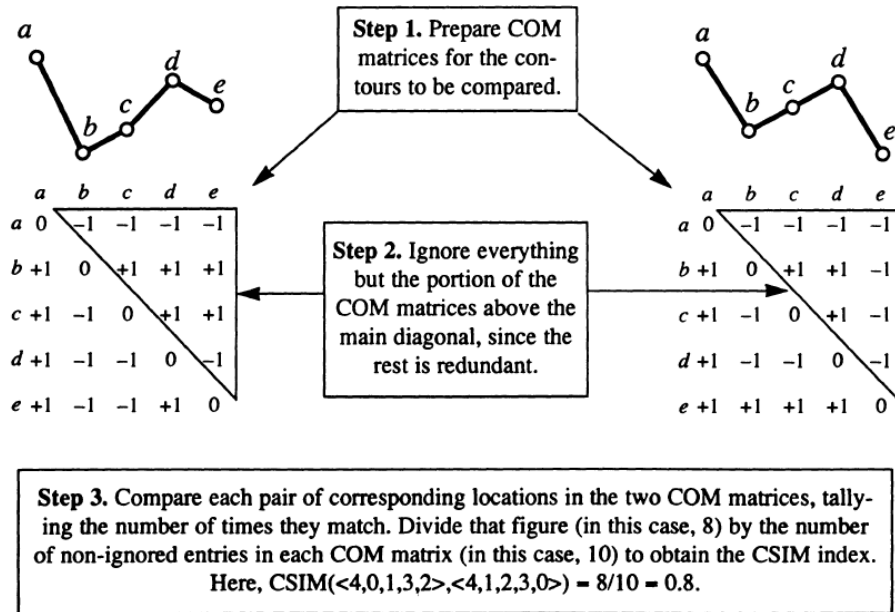 a
b
c
d
e
Step 1. Prepare COM
matrices for the con-
tours to be compared.
a
b
c
d
e
a b c d e
a 0 –1 –1 –1 –1
b +1 0 +1 +1 +1
c +1 –1 0 +1 +1
d +1 –1 –1 0 –1
e +1 –1 –1 +1 0
Step 2. Ignore everything
but the portion of the
COM matrices above the
main diagonal, since the
rest is redundant.
a b c d e
a 0 –1 –1 –1 –1
b +1 0 +1 +1 –1
c +1 –1 0 +1 –1
d +1 –1 –1 0 –1
e +1 +1 +1 +1 0
Step 3. Compare each pair of corresponding locations in the two COM matrices, tally-
ing the number of times they match. Divide that figure (in this case, 8) by the number
of non-ignored entries in each COM matrix (in this case, 10) to obtain the CSIM index.
Here, CSIM(<4,0,1,3,2>,<4,1,2,3,0>) = 8/10 = 0.8.